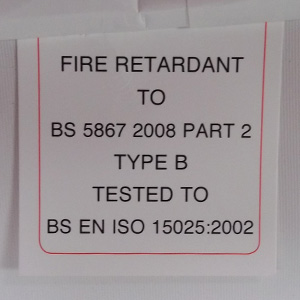 FIRE RETARDANT
TO
BS 5867 2008 PART 2
TYPE B
TESTED TO
BS EN ISO 15025:2002